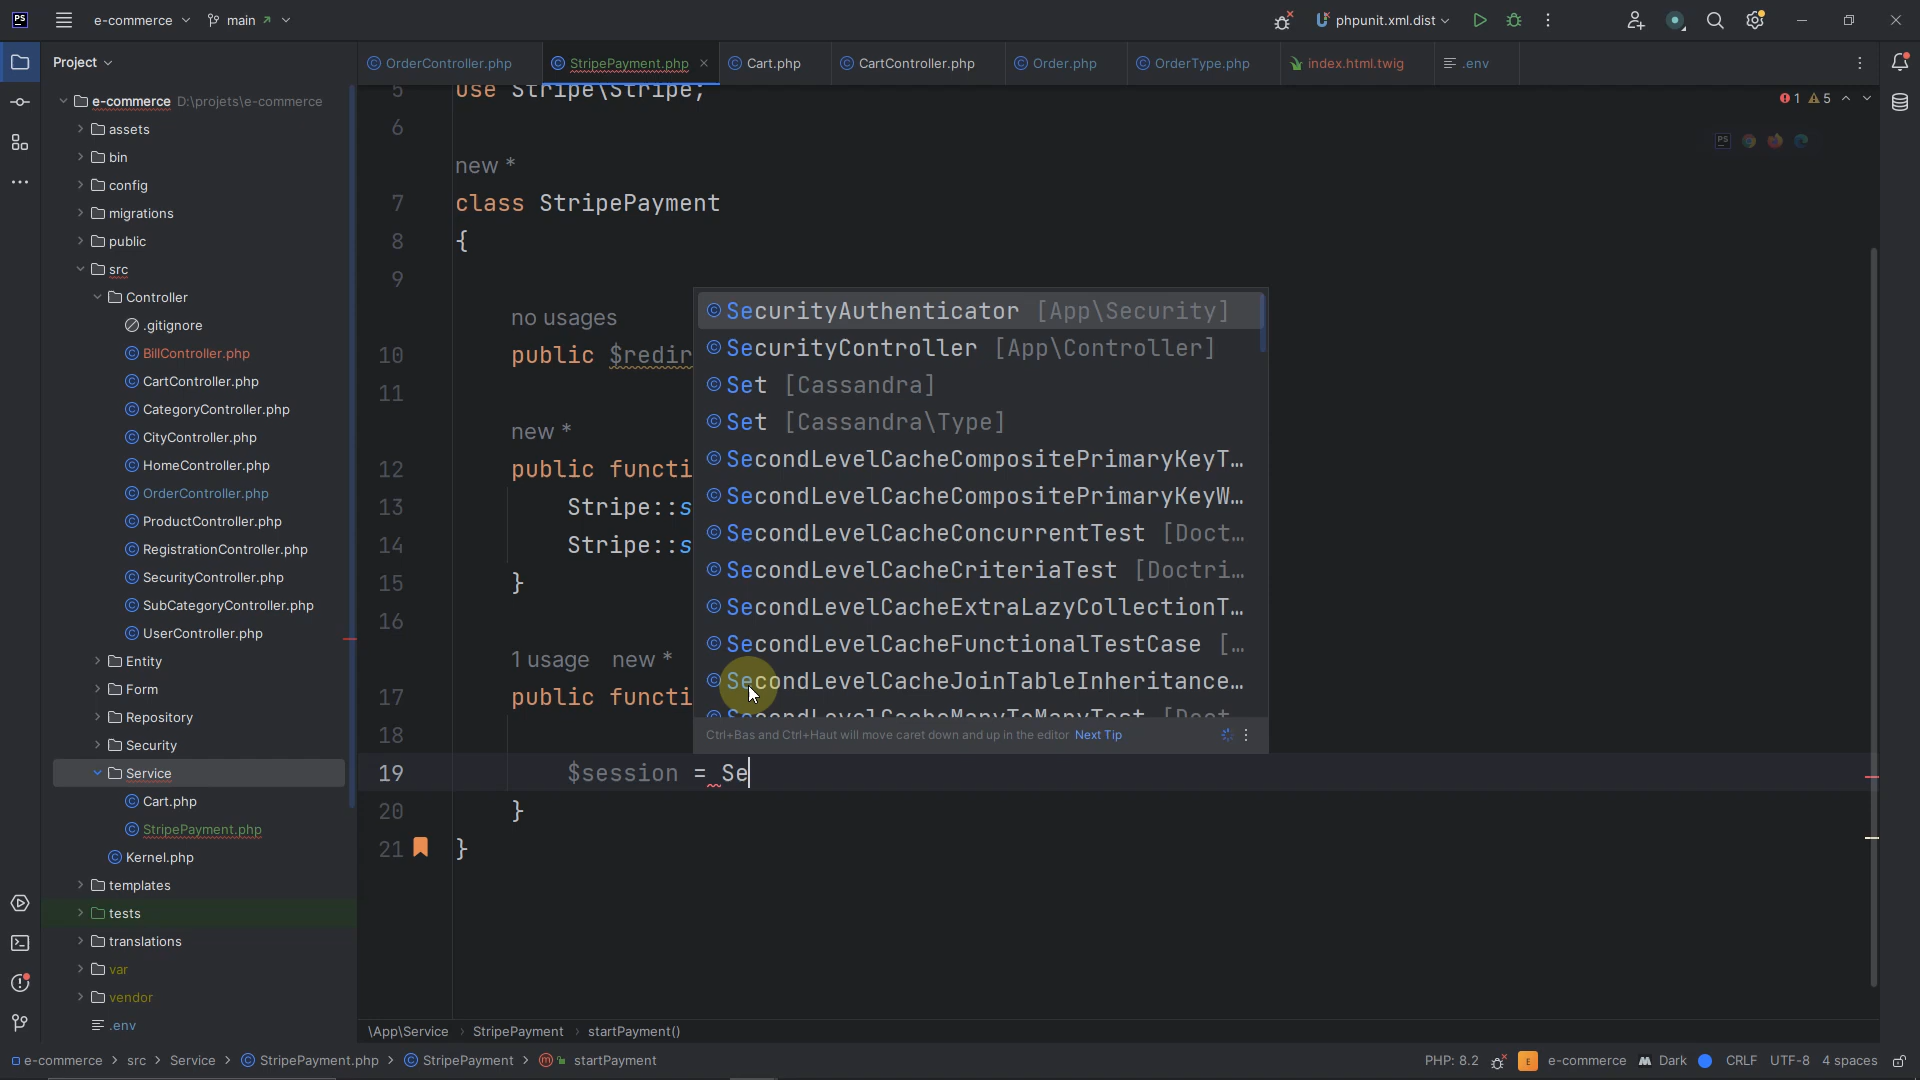 PS
e-commerce
main
phpunit.xml.dist
Project
OrderController.php
StripePayment.php
Cart.php
CartController.php
Order.php
OrderType.php
index.html.twig
.env
e-commerce D:\projets\e-commerce
assets
bin
config
migrations
public
src
Controller
.gitignore
BillController.php
CartController.php
CategoryController.php
CityController.php
HomeController.php
OrderController.php
ProductController.php
RegistrationController.php
SecurityController.php
SubCategoryController.php
UserController.php
Entity
Form
Repository
Security
Service
Cart.php
StripePayment.php
Kernel.php
templates
tests
translations
var
vendor
.env
1 5
PS
5 use Stripe\Stripe;
6
new *
7 class StripePayment
8 {
9
no usages
10 public $redir
11
new *
12 public functi
13 Stripe::s
14 Stripe::s
15 }
16
1 usage new *
17 public functi
18
19 $session = Se
20 }
21 }
SecurityAuthenticator [App\Security]
SecurityController [App\Controller]
Set [Cassandra]
Set [Cassandra\Type]
SecondLevelCacheCompositePrimaryKeyT…
SecondLevelCacheCompositePrimaryKeyW…
SecondLevelCacheConcurrentTest [Doct…
SecondLevelCacheCriteriaTest [Doctri…
SecondLevelCacheExtraLazyCollectionT…
SecondLevelCacheFunctionalTestCase […
SecondLevelCacheJoinTableInheritance…
SecondLevelCacheManyToManyTest [Doct
Ctrl+Bas and Ctrl+Haut will move caret down and up in the editor Next Tip
\App\Service StripePayment startPayment()
e-commerce src Service StripePayment.php StripePayment startPayment
PHP: 8.2 E e-commerce Dark CRLF UTF-8 4 spaces